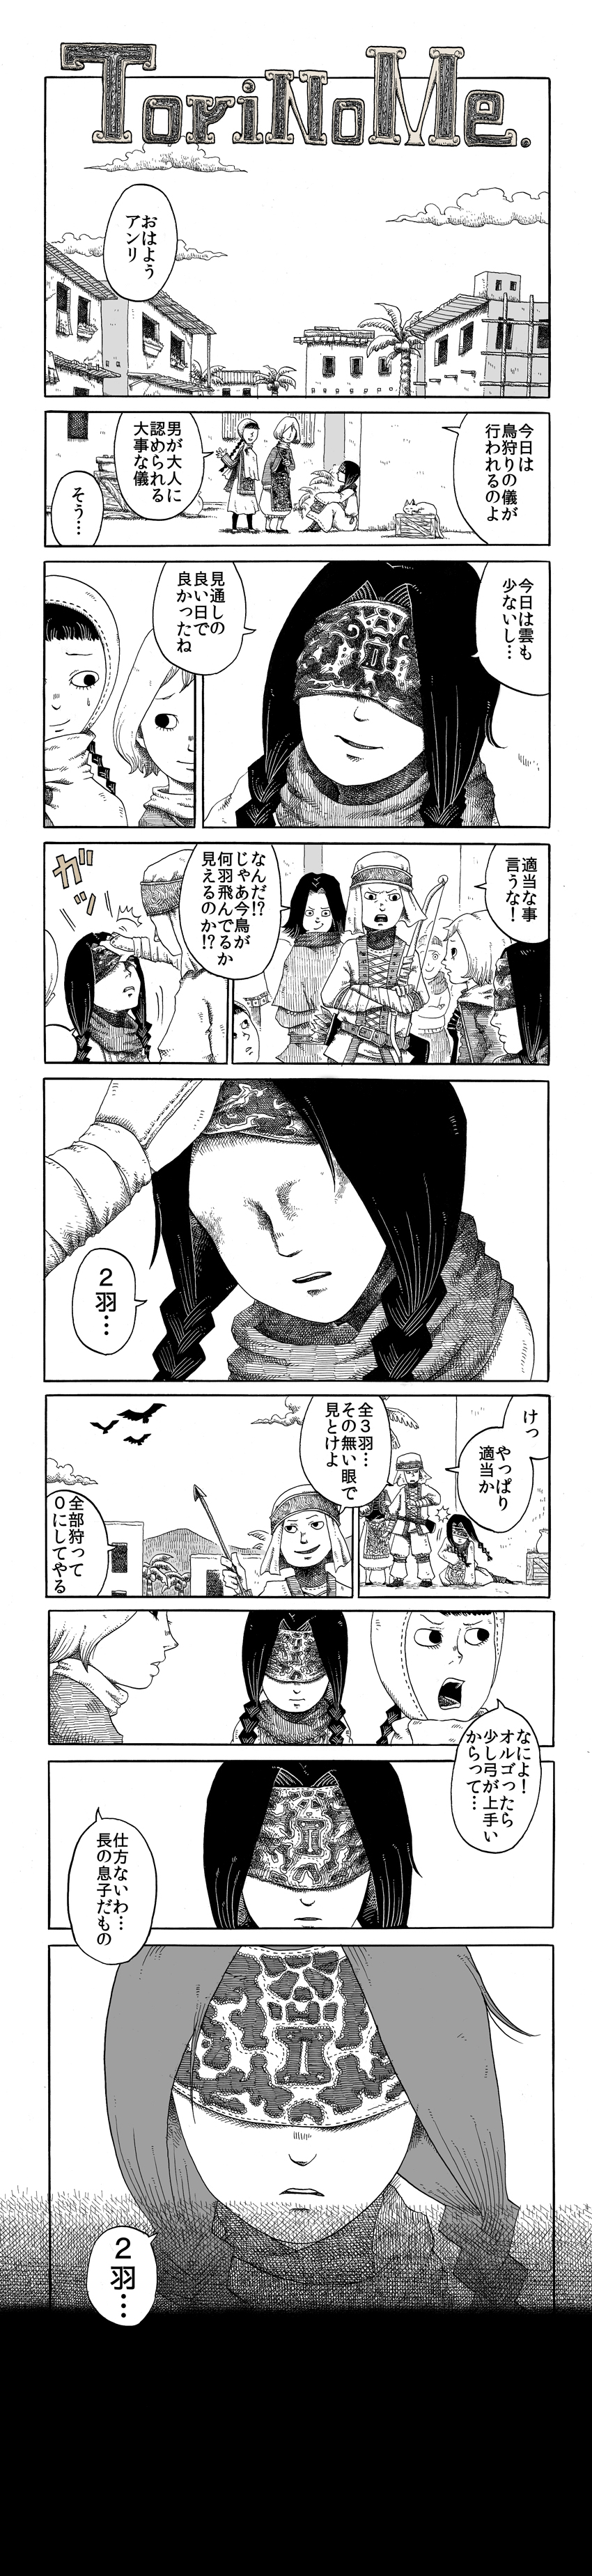 ToriNoMe.
おはよう
アンリ
今日は
鳥狩りの儀が
行われるのよ
男が大人に
認められる
大事な儀
そう…
今日は雲も
少ないし…
見通しの
良い日で
良かったね
適当な事
言うな！
なんだ!?
じゃあ今鳥が
何羽飛んでるか
見えるのか!?
ガッ
２羽…
けっ
やっぱり
適当か
全３羽…
その無い眼で
見とけよ
全部狩って
０にしてやる
なによ！
オルゴったら
少し弓が上手い
からって…
仕方ないわ…
長の息子だもの
２羽…